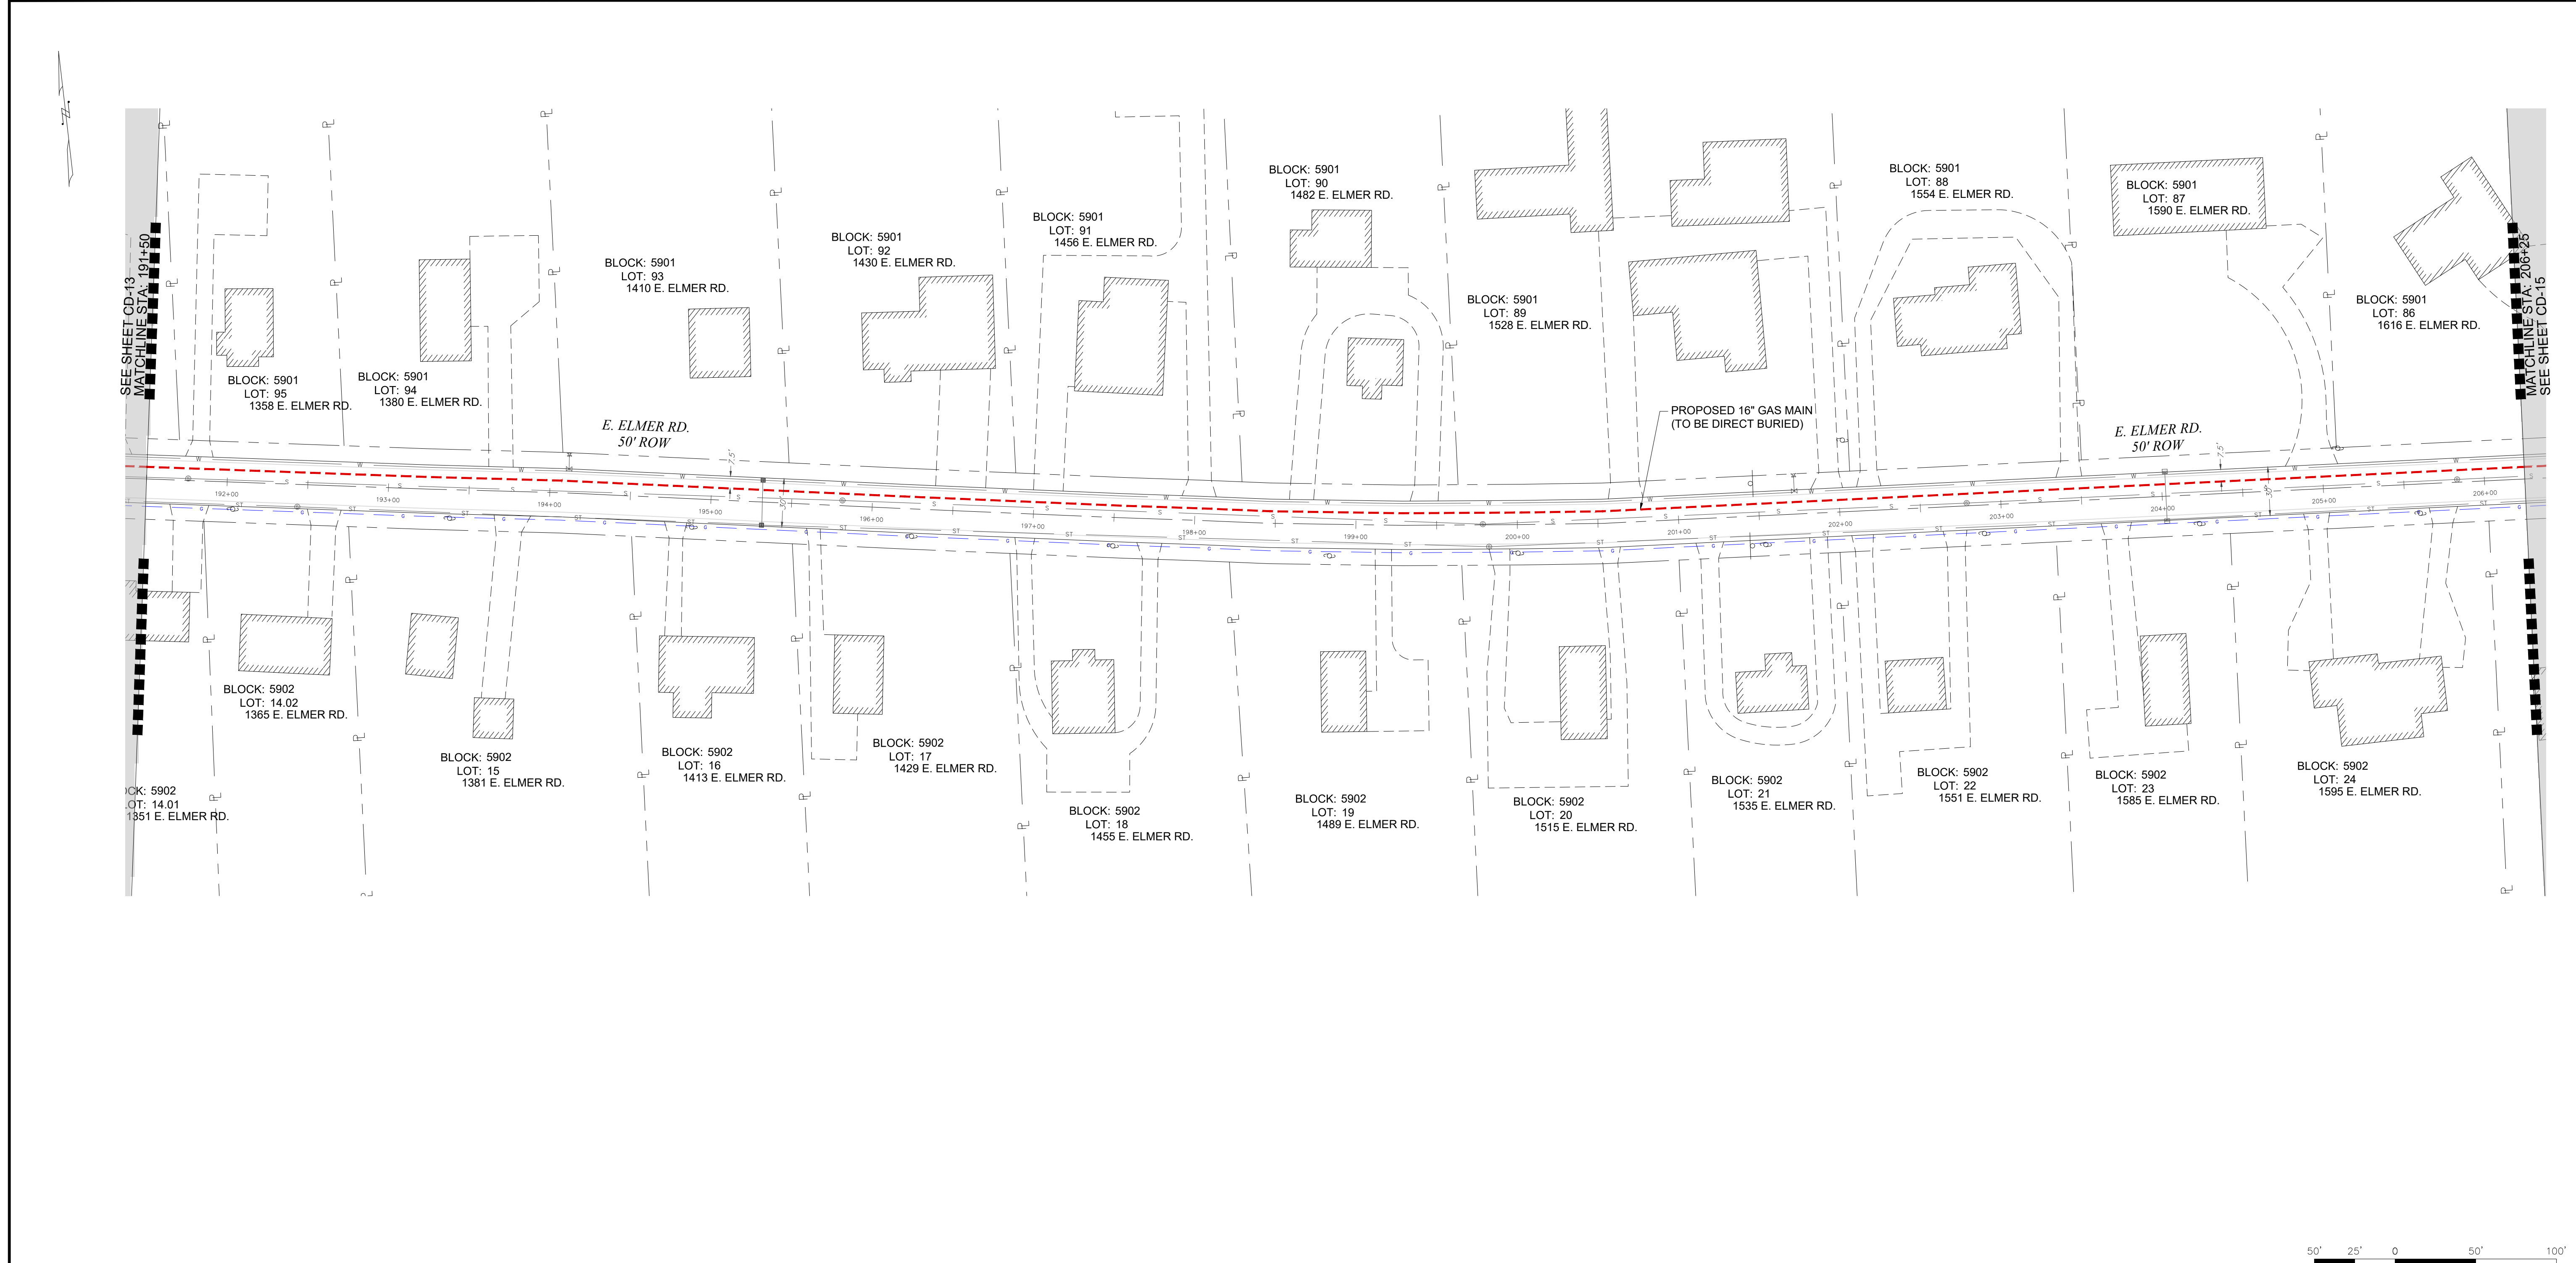 SEE SHEET CD-13
MATCHLINE STA: 191+50
BLOCK: 5901
LOT: 95
1358 E. ELMER RD.
BLOCK: 5901
LOT: 94
1380 E. ELMER RD.
BLOCK: 5901
LOT: 93
1410 E. ELMER RD.
BLOCK: 5901
LOT: 92
1430 E. ELMER RD.
BLOCK: 5901
LOT: 91
1456 E. ELMER RD.
BLOCK: 5901
LOT: 90
1482 E. ELMER RD.
BLOCK: 5901
LOT: 89
1528 E. ELMER RD.
BLOCK: 5901
LOT: 88
1554 E. ELMER RD.
BLOCK: 5901
LOT: 87
1590 E. ELMER RD.
BLOCK: 5901
LOT: 86
1616 E. ELMER RD.
MATCHLINE STA: 206+25
SEE SHEET CD-15
E. ELMER RD.
50' ROW
PROPOSED 16" GAS MAIN
(TO BE DIRECT BURIED)
E. ELMER RD.
50' ROW
7.5'
30'
7.5'
30'
192+00
193+00
194+00
195+00
196+00
197+00
198+00
199+00
200+00
201+00
202+00
203+00
204+00
205+00
206+00
OCK: 5902
OT: 14.01
1351 E. ELMER RD.
BLOCK: 5902
LOT: 14.02
1365 E. ELMER RD.
BLOCK: 5902
LOT: 15
1381 E. ELMER RD.
BLOCK: 5902
LOT: 16
1413 E. ELMER RD.
BLOCK: 5902
LOT: 17
1429 E. ELMER RD.
BLOCK: 5902
LOT: 18
1455 E. ELMER RD.
BLOCK: 5902
LOT: 19
1489 E. ELMER RD.
BLOCK: 5902
LOT: 20
1515 E. ELMER RD.
BLOCK: 5902
LOT: 21
1535 E. ELMER RD.
BLOCK: 5902
LOT: 22
1551 E. ELMER RD.
BLOCK: 5902
LOT: 23
1585 E. ELMER RD.
BLOCK: 5902
LOT: 24
1595 E. ELMER RD.
50' 25' 0 50' 100'